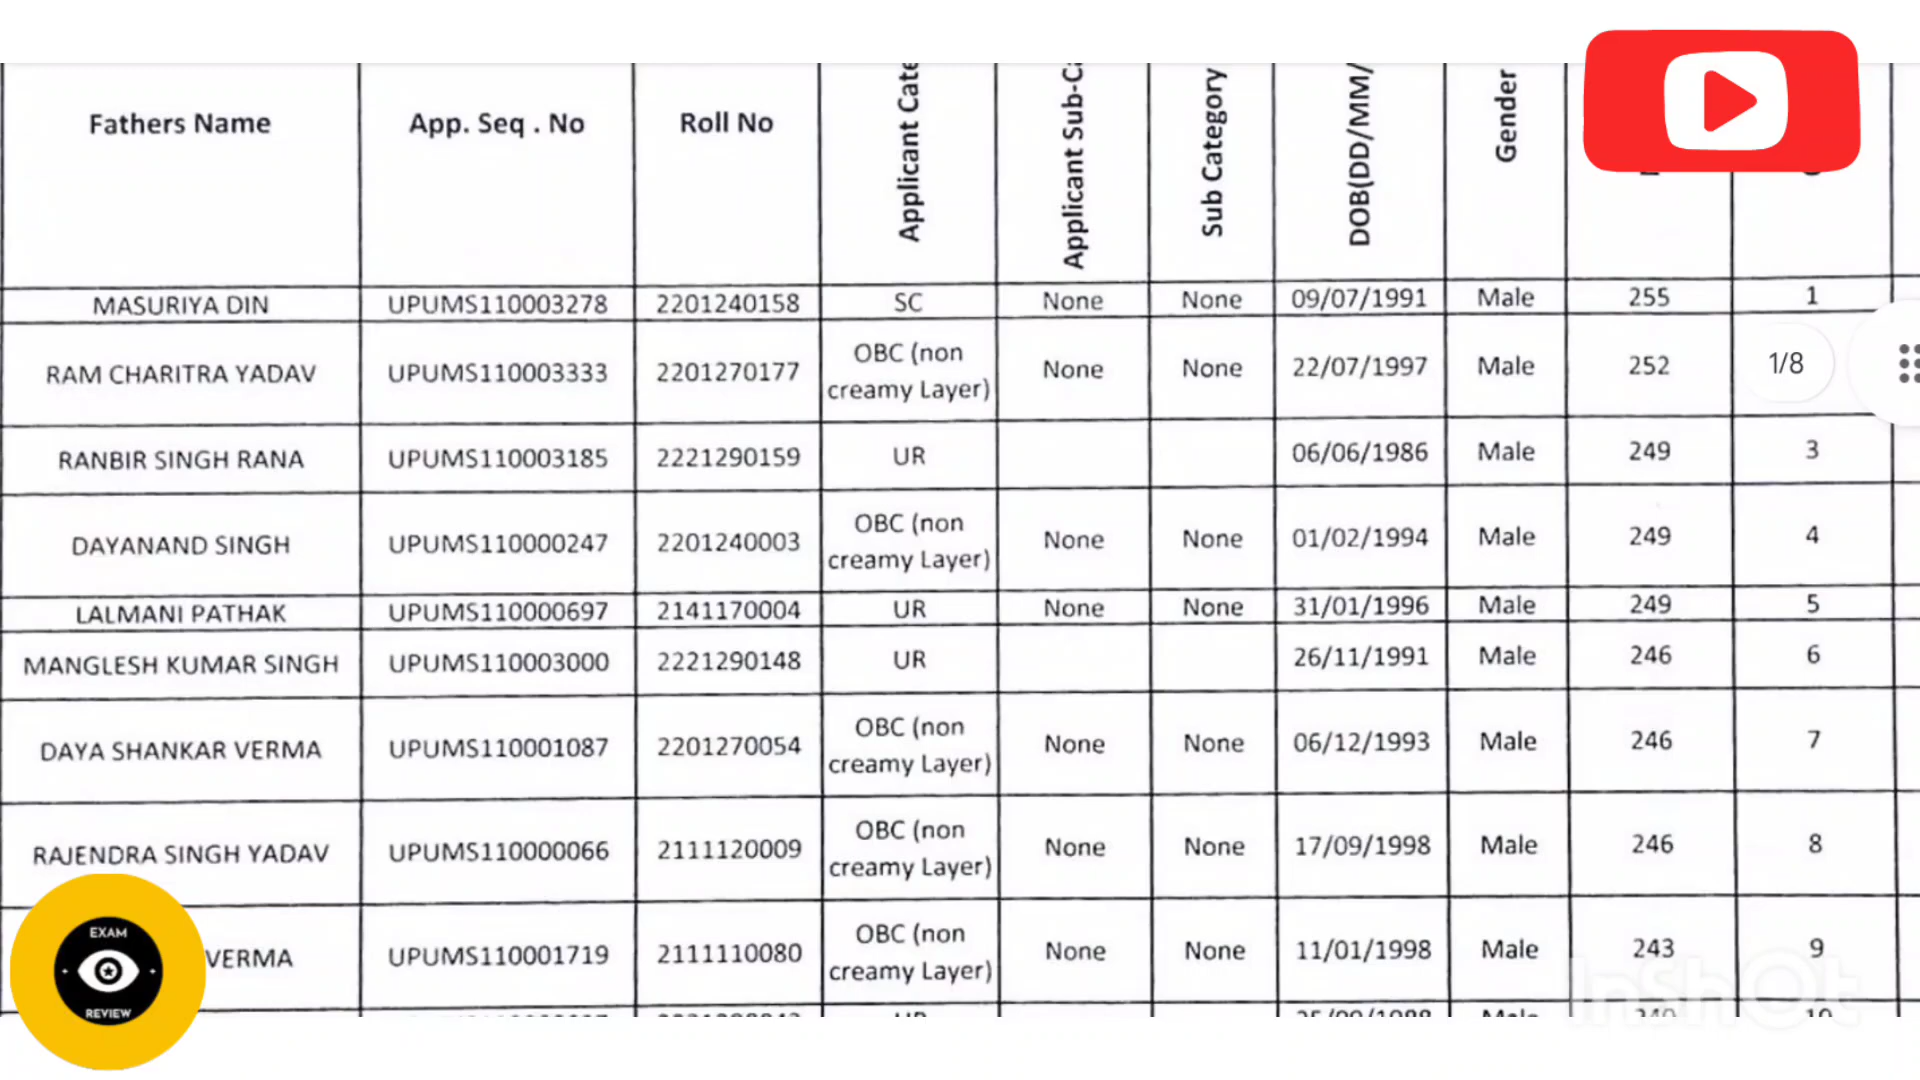 Fathers Name App. Seq . No Roll No Applicant Cate Applicant Sub-Ca Sub Category DOB(DD/MM/ Gender
MASURIYA DIN UPUMS110003278 2201240158 SC None None 09/07/1991 Male 255 1
RAM CHARITRA YADAV UPUMS110003333 2201270177 OBC (non creamy Layer) None None 22/07/1997 Male 252 1/8
RANBIR SINGH RANA UPUMS110003185 2221290159 UR 06/06/1986 Male 249 3
DAYANAND SINGH UPUMS110000247 2201240003 OBC (non creamy Layer) None None 01/02/1994 Male 249 4
LALMANI PATHAK UPUMS110000697 2141170004 UR None None 31/01/1996 Male 249 5
MANGLESH KUMAR SINGH UPUMS110003000 2221290148 UR 26/11/1991 Male 246 6
DAYA SHANKAR VERMA UPUMS110001087 2201270054 OBC (non creamy Layer) None None 06/12/1993 Male 246 7
RAJENDRA SINGH YADAV UPUMS110000066 2111120009 OBC (non creamy Layer) None None 17/09/1998 Male 246 8
VERMA UPUMS110001719 2111110080 OBC (non creamy Layer) None None 11/01/1998 Male 243 9
EXAM
REVIEW
InShOt